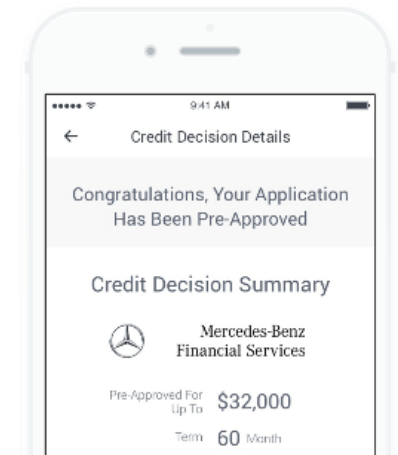 9:41 AM
Credit Decision Details
Congratulations, Your Application
Has Been Pre-Approved
Credit Decision Summary
Mercedes-Benz
Financial Services
Pre-Approved For
Up To $32,000
Term 60 Month